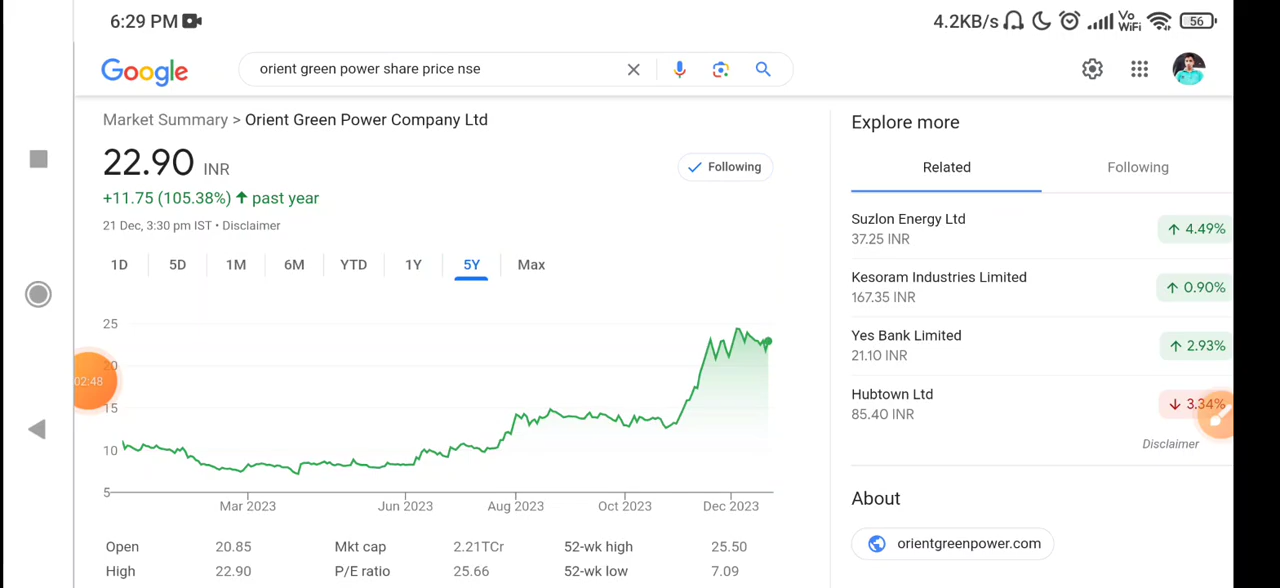 6:29 PM
4.2KB/s
Vo
WiFi
56
Google
orient green power share price nse
Market Summary > Orient Green Power Company Ltd
22.90 INR
Following
+11.75 (105.38%) ↑ past year
21 Dec, 3:30 pm IST • Disclaimer
1D 5D 1M 6M YTD 1Y 5Y Max
25
20
15
10
5
02:48
Mar 2023 Jun 2023 Aug 2023 Oct 2023 Dec 2023
Open 20.85 Mkt cap 2.21TCr 52-wk high 25.50
High 22.90 P/E ratio 25.66 52-wk low 7.09
Explore more
Related Following
Suzlon Energy Ltd
37.25 INR
↑ 4.49%
Kesoram Industries Limited
167.35 INR
↑ 0.90%
Yes Bank Limited
21.10 INR
↑ 2.93%
Hubtown Ltd
85.40 INR
↓ 3.34%
Disclaimer
About
orientgreenpower.com